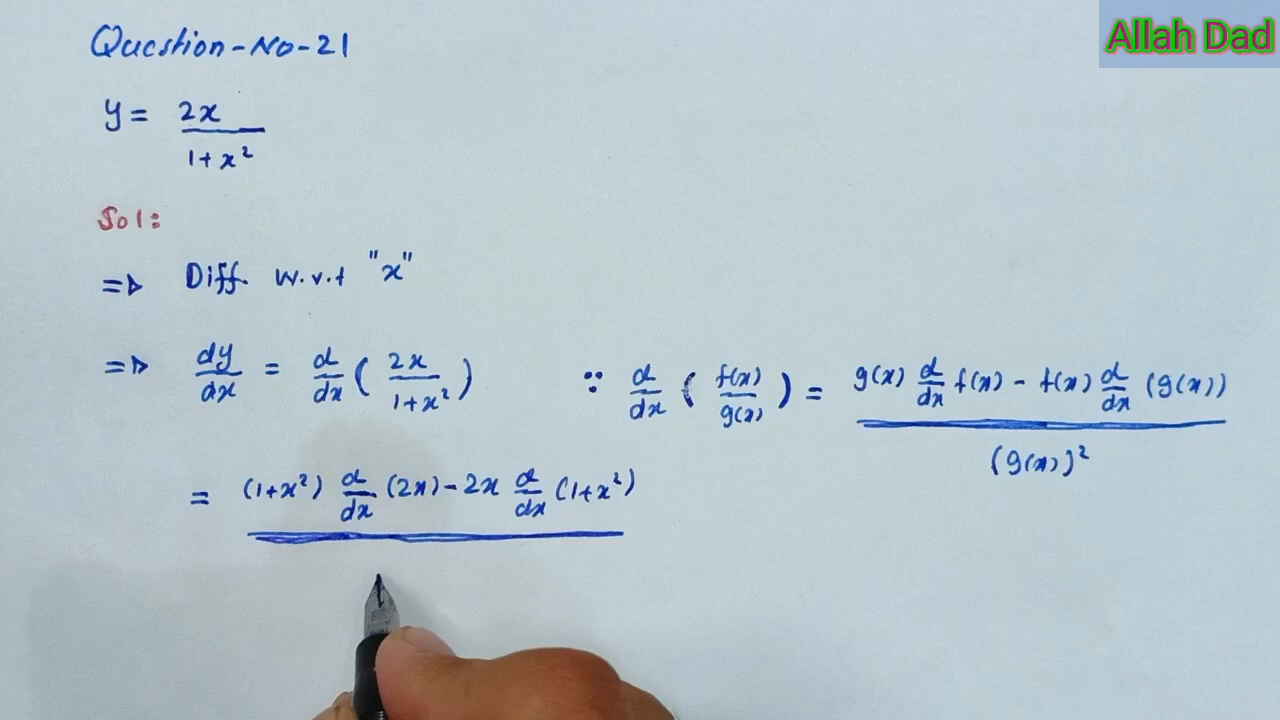 Question-No-21
Allah Dad
y = 2x / 1+x²
Sol:
⇒ Diff. w.r.t "x"
⇒ dy/dx = d/dx ( 2x / 1+x² ) ∵ d/dx ( f(x) / g(x) ) = g(x) d/dx f(x) - f(x) d/dx (g(x)) / (g(x))²
= (1+x²) d/dx (2x) - 2x d/dx (1+x²)